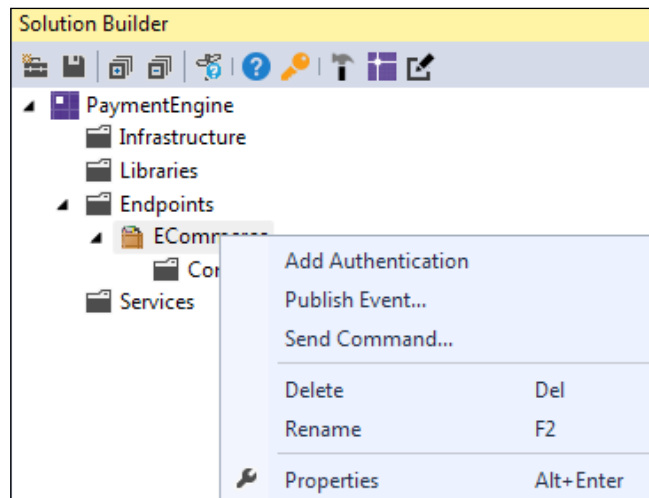 Solution Builder
PaymentEngine
Infrastructure
Libraries
Endpoints
ECommerce
Services
Add Authentication
Publish Event...
Send Command...
Delete Del
Rename F2
Properties Alt+Enter